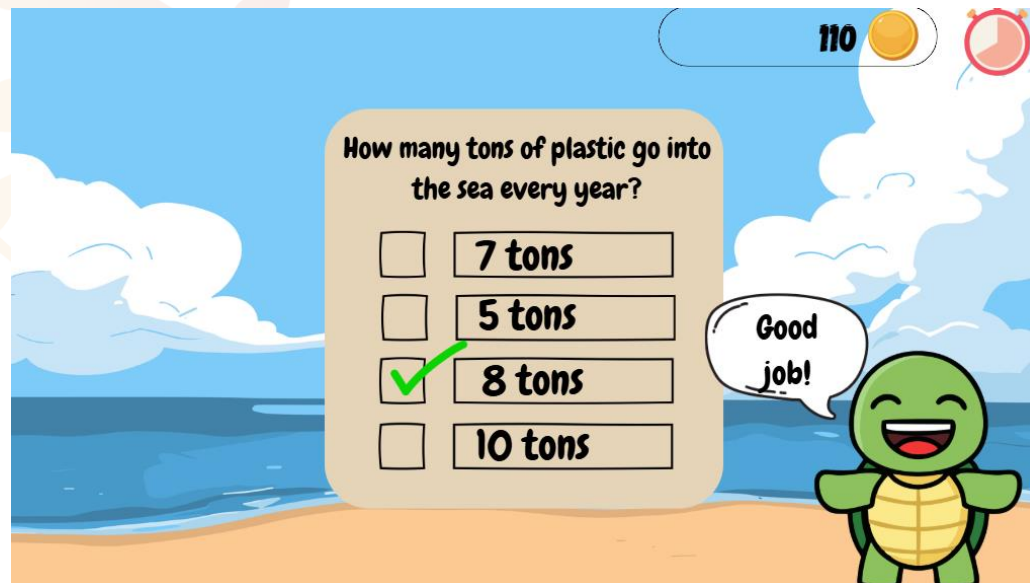 110
How many tons of plastic go into
the sea every year?
7 tons
5 tons
8 tons
10 tons
Good
job!